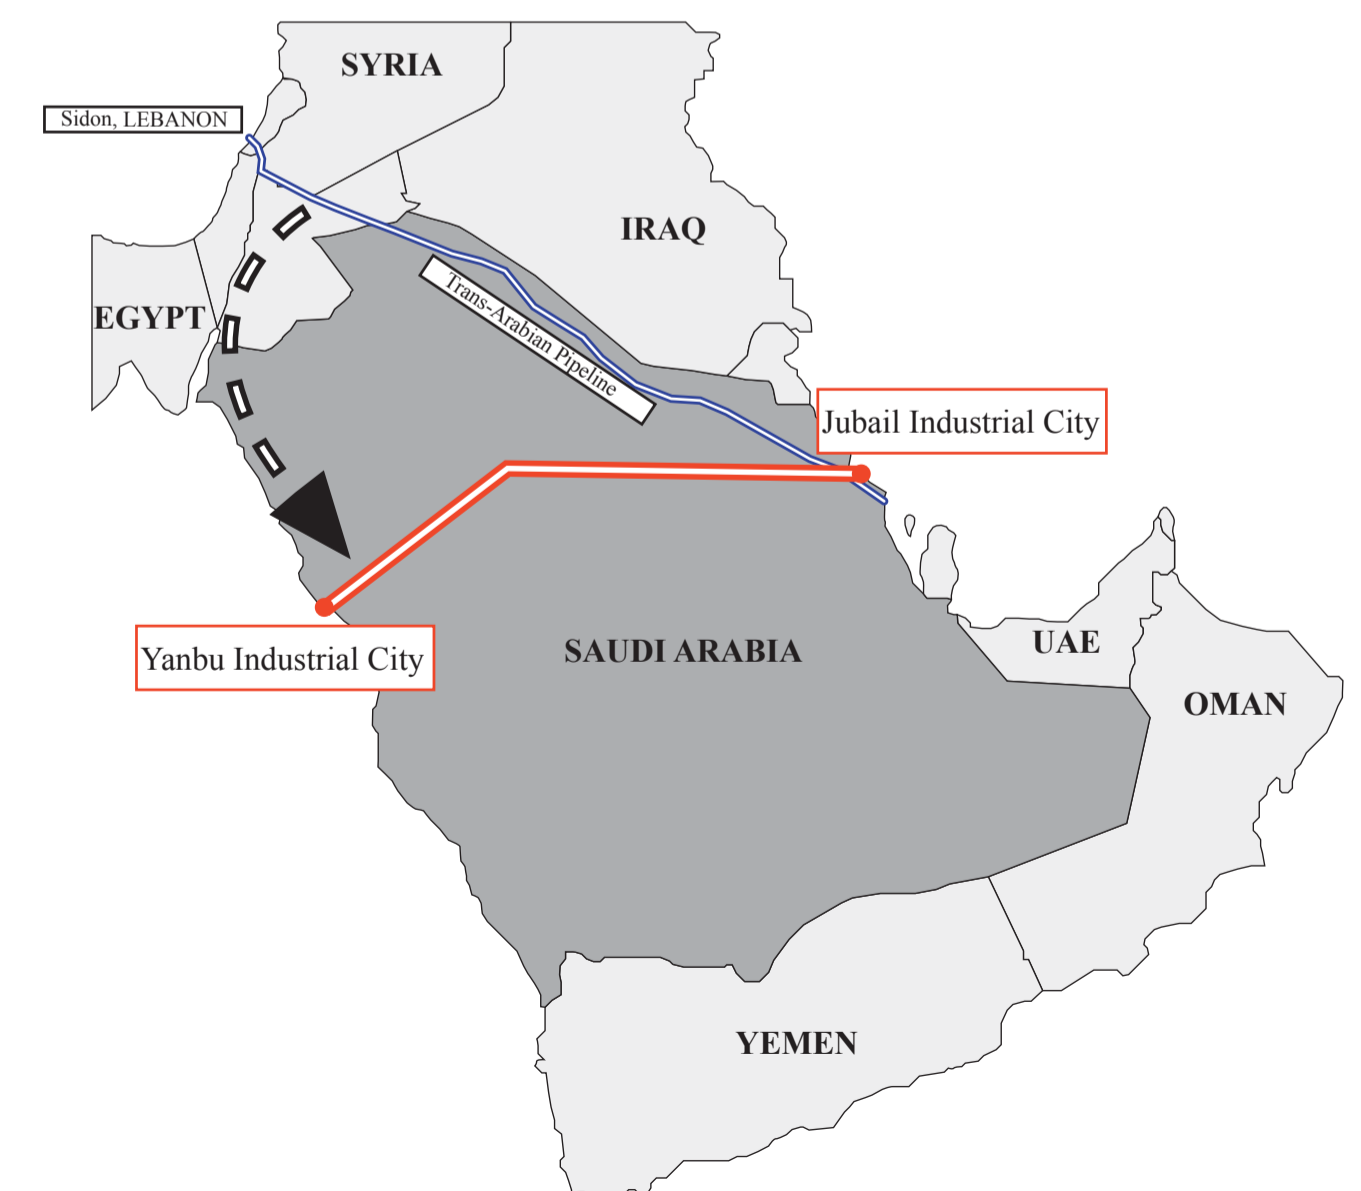 SYRIA
Sidon, LEBANON
IRAQ
EGYPT
Trans-Arabian Pipeline
Jubail Industrial City
Yanbu Industrial City
SAUDI ARABIA
UAE
OMAN
YEMEN